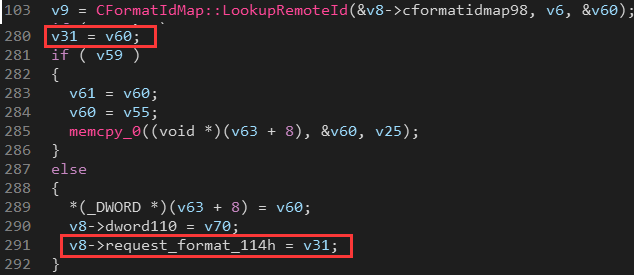 103 v9 = CFormatIdMap::LookupRemoteId(&v8->cformatidmap98, v6, &v60);
280 v31 = v60;
281 if ( v59 )
282 {
283 v61 = v60;
284 v60 = v55;
285 memcpy_0((void *)(v63 + 8), &v60, v25);
286 }
287 else
288 {
289 *(_DWORD *)(v63 + 8) = v60;
290 v8->dword110 = v70;
291 v8->request_format_114h = v31;
292 }